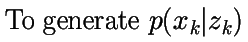 To generate $p(x_k|z_k)$